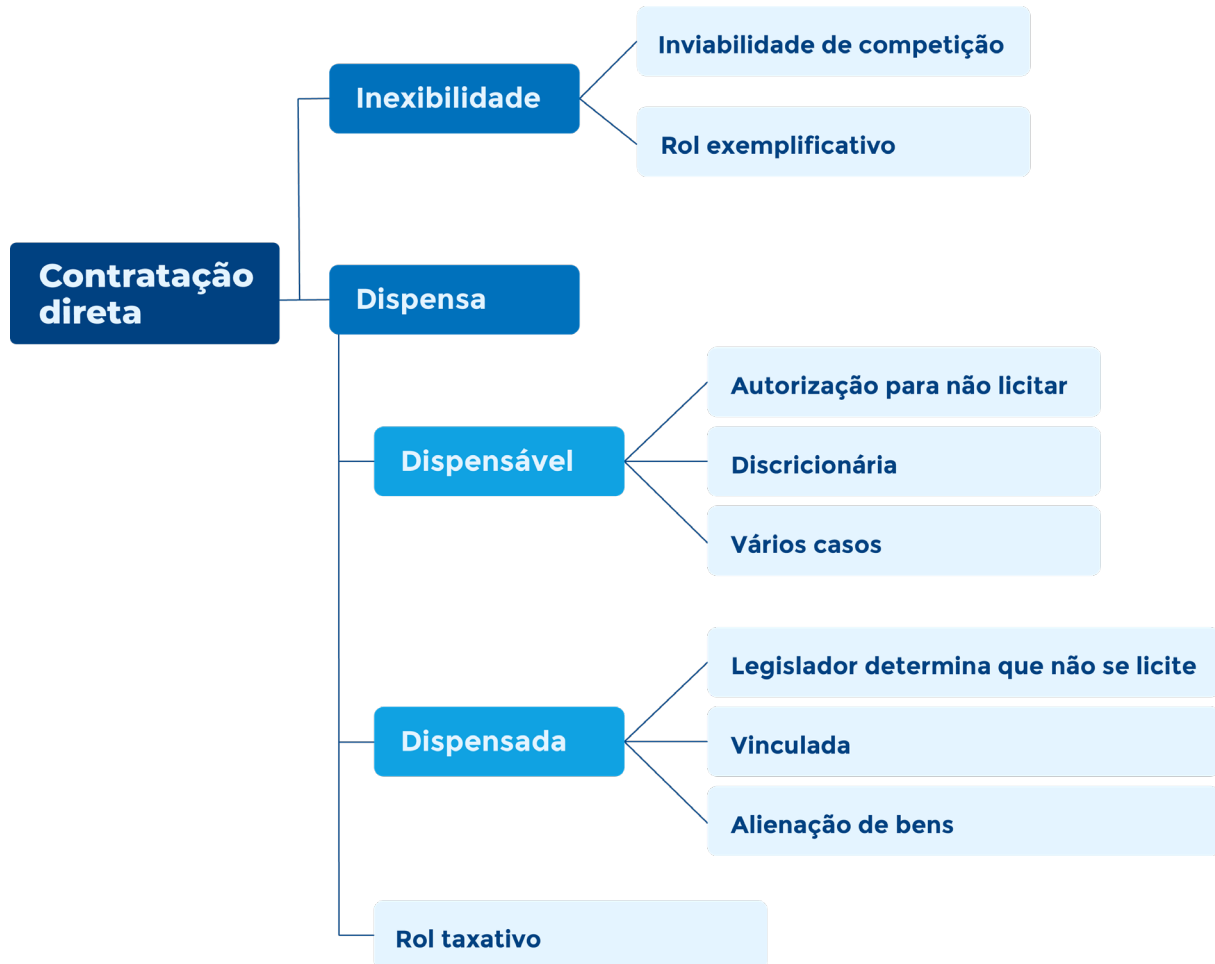 Inviabilidade de competição
Inexibilidade
Rol exemplificativo
Contratação
direta
Dispensa
Autorização para não licitar
Dispensável
Discricionária
Vários casos
Legislador determina que não se licite
Dispensada
Vinculada
Alienação de bens
Rol taxativo